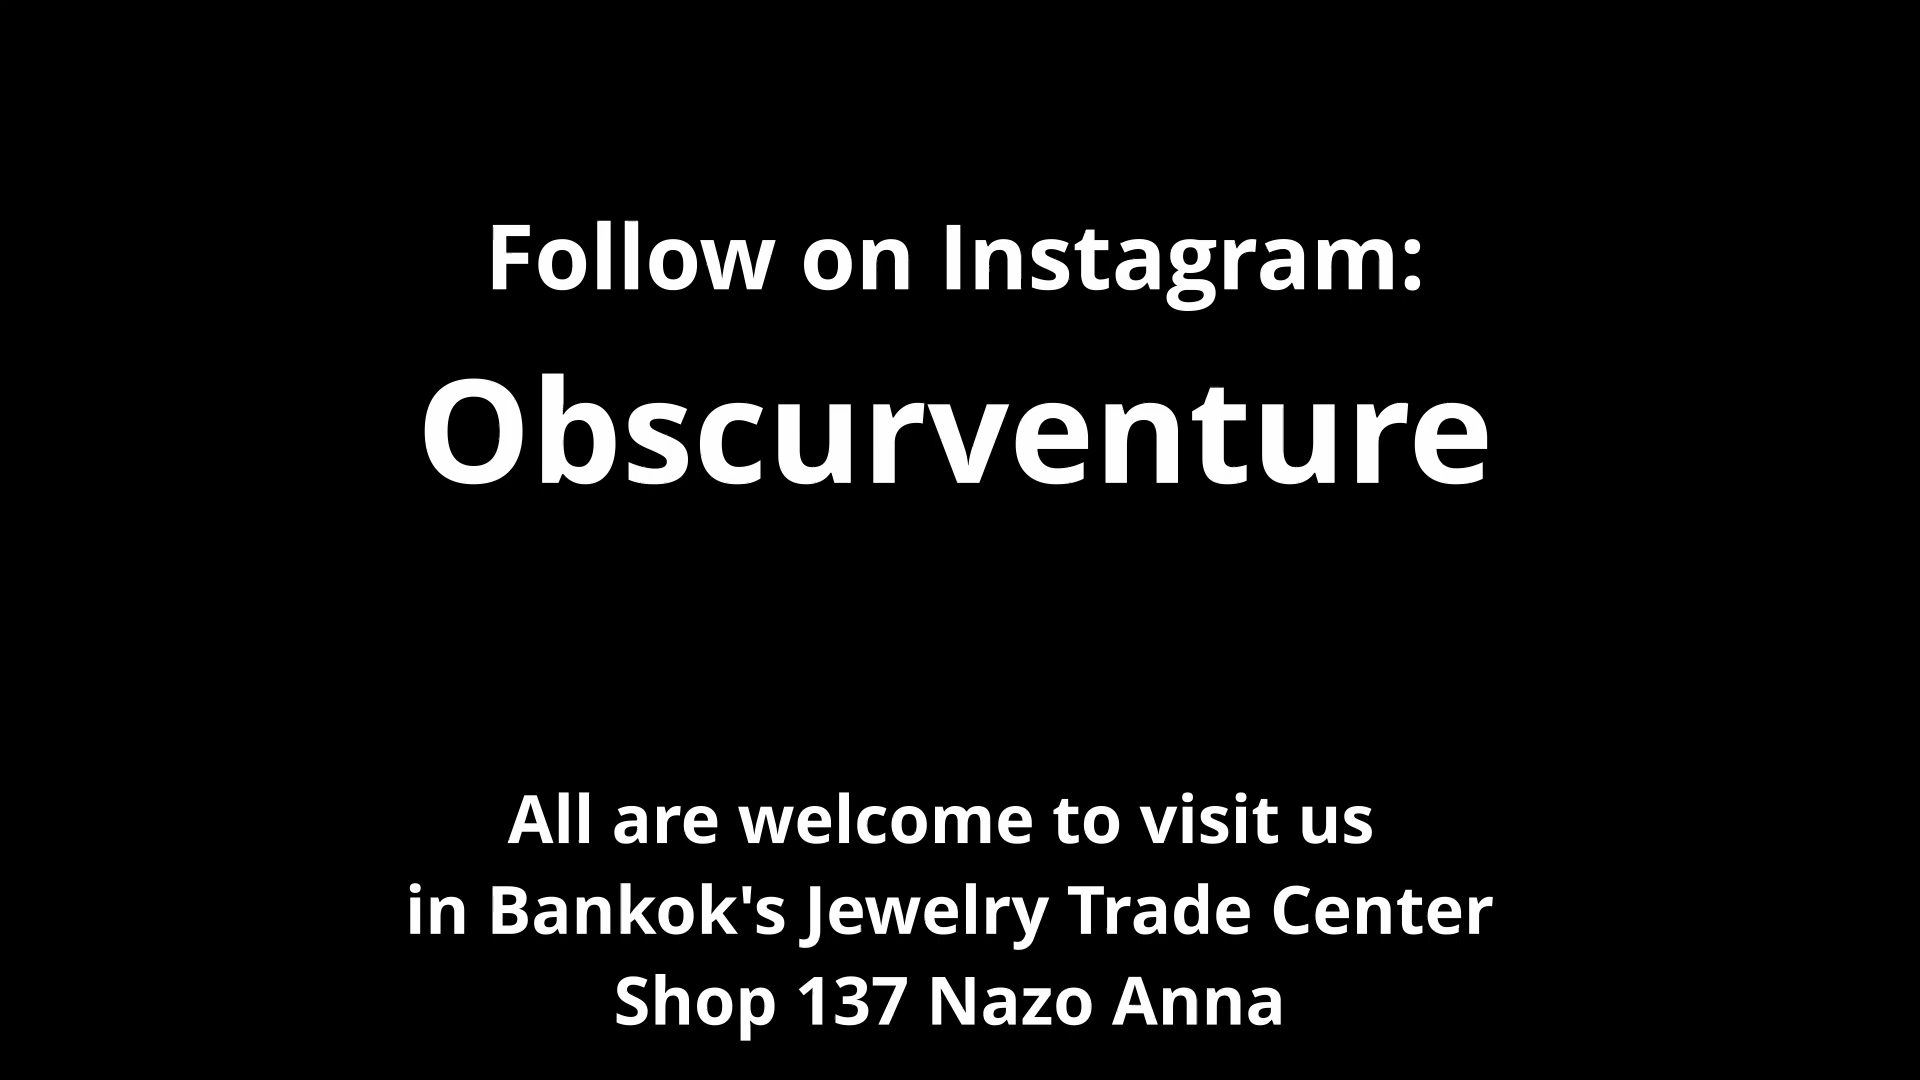 Follow on Instagram:
Obscurventure
All are welcome to visit us
in Bankok's Jewelry Trade Center
Shop 137 Nazo Anna